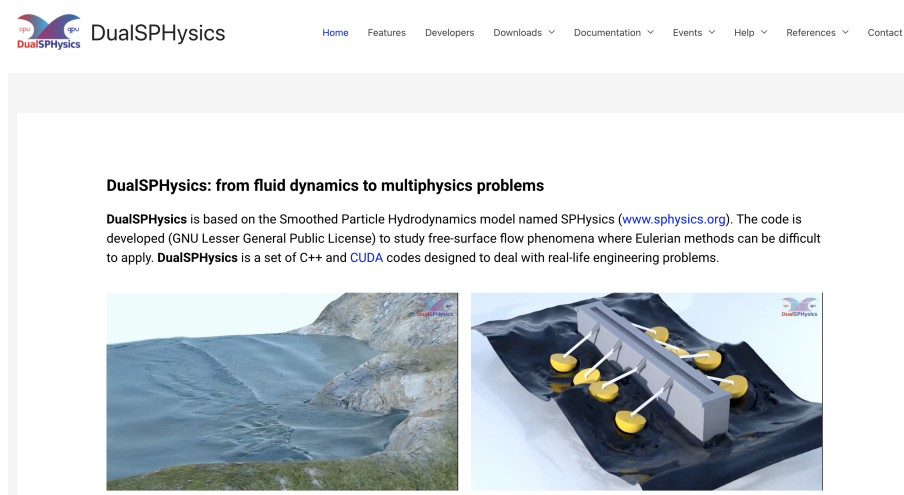 cpu gpu
DualSPHysics
DualSPHysics
Home Features Developers Downloads Documentation Events Help References Contact
DualSPHysics: from fluid dynamics to multiphysics problems
DualSPHysics is based on the Smoothed Particle Hydrodynamics model named SPHysics (www.sphysics.org). The code is
developed (GNU Lesser General Public License) to study free-surface flow phenomena where Eulerian methods can be difficult
to apply. DualSPHysics is a set of C++ and CUDA codes designed to deal with real-life engineering problems.
DualSPHysics
DualSPHysics